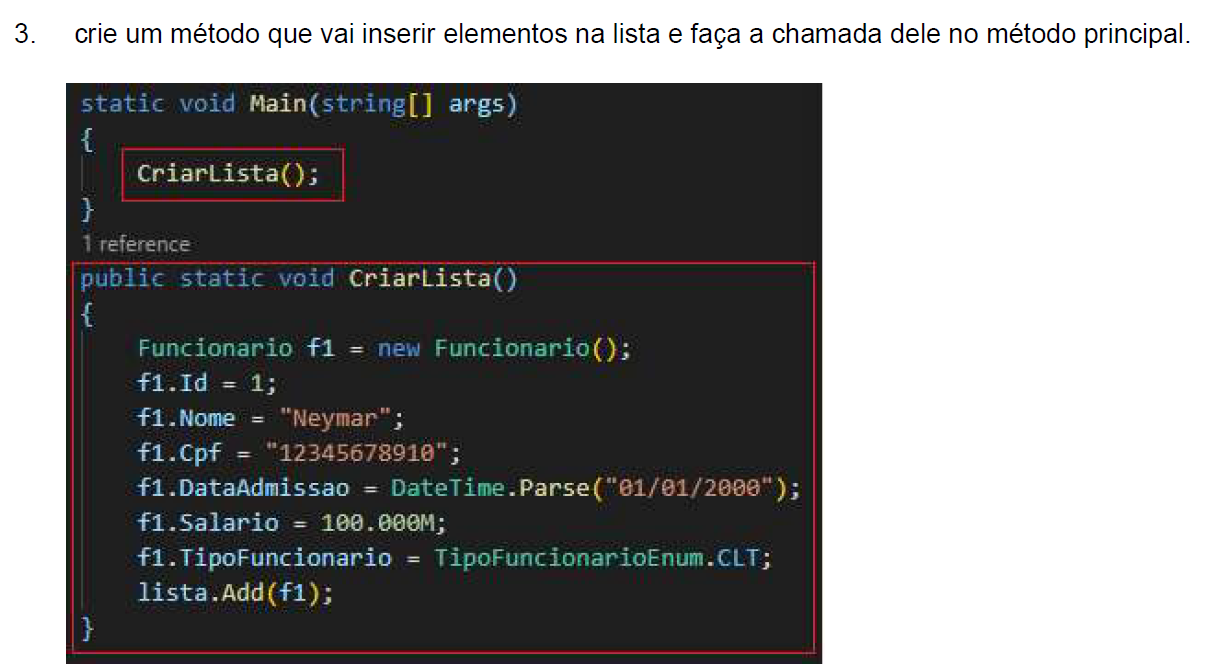 3. crie um método que vai inserir elementos na lista e faça a chamada dele no método principal.
static void Main(string[] args)
{
CriarLista();
}
1 reference
public static void CriarLista()
{
Funcionario f1 = new Funcionario();
f1.Id = 1;
f1.Nome = "Neymar";
f1.Cpf = "12345678910";
f1.DataAdmissao = DateTime.Parse("01/01/2000");
f1.Salario = 100.000M;
f1.TipoFuncionario = TipoFuncionarioEnum.CLT;
lista.Add(f1);
}